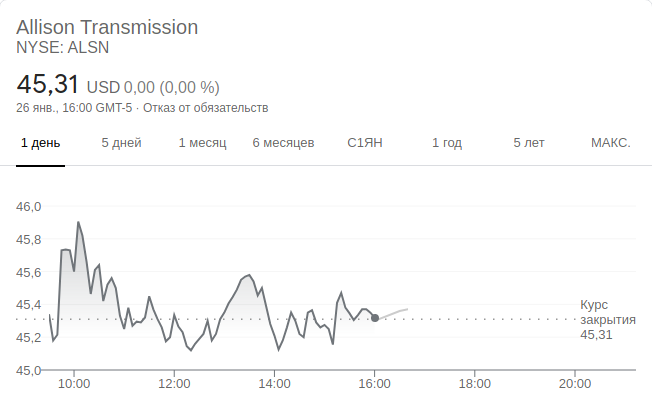 Allison Transmission
NYSE: ALSN
45,31 USD 0,00 (0,00 %)
26 янв., 16:00 GMT-5 · Отказ от обязательств
1 день 5 дней 1 месяц 6 месяцев С1ЯН 1 год 5 лет МАКС.
46,0
45,8
45,6
45,4
45,2
45,0
Курс
закрытия
45,31
10:00 12:00 14:00 16:00 18:00 20:00